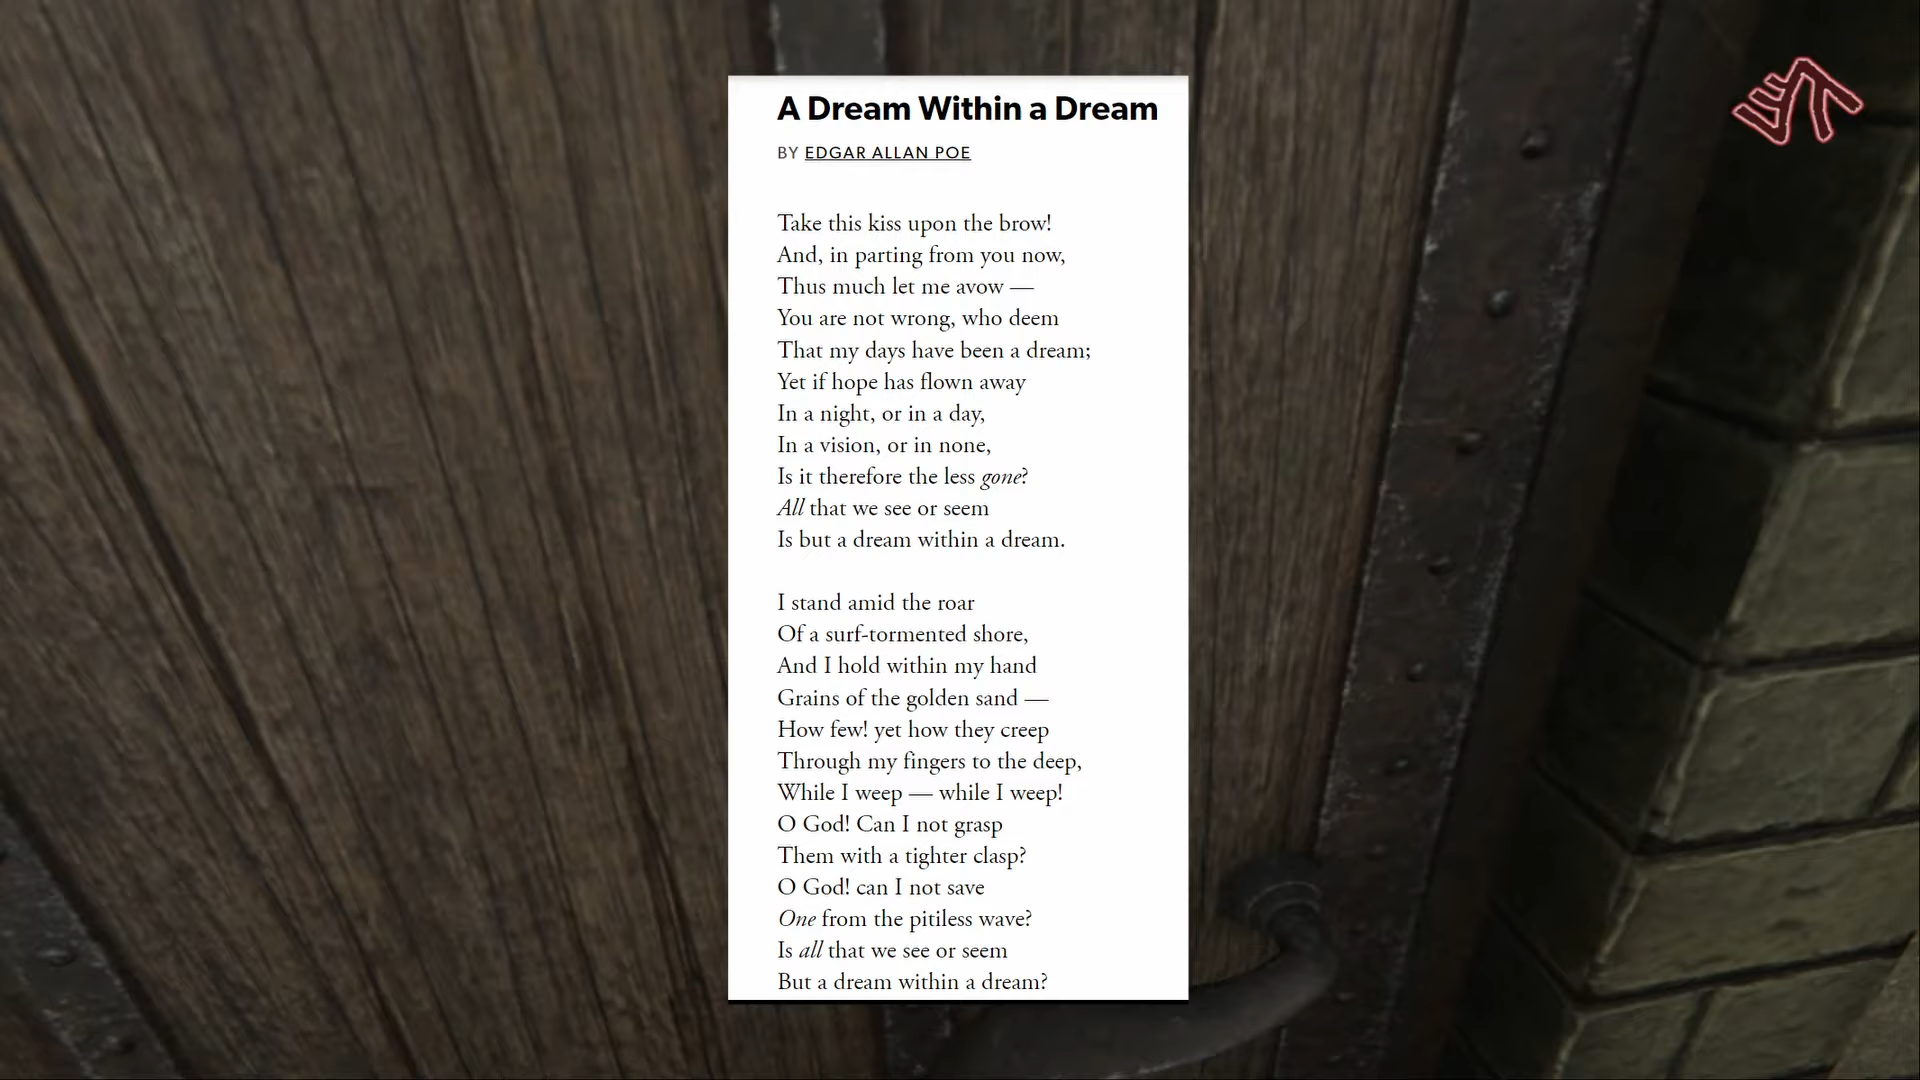 A Dream Within a Dream
BY EDGAR ALLAN POE
Take this kiss upon the brow!
And, in parting from you now,
Thus much let me avow —
You are not wrong, who deem
That my days have been a dream;
Yet if hope has flown away
In a night, or in a day,
In a vision, or in none,
Is it therefore the less gone?
All that we see or seem
Is but a dream within a dream.
I stand amid the roar
Of a surf-tormented shore,
And I hold within my hand
Grains of the golden sand —
How few! yet how they creep
Through my fingers to the deep,
While I weep — while I weep!
O God! Can I not grasp
Them with a tighter clasp?
O God! can I not save
One from the pitiless wave?
Is all that we see or seem
But a dream within a dream?